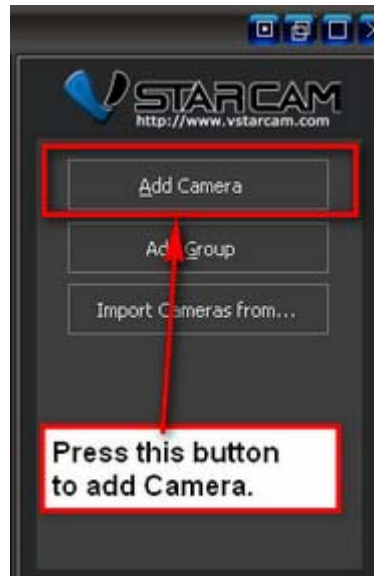 VSTARCAM
http://www.vstarcam.com
Add Camera
Add Group
Import Cameras from...
Press this button
to add Camera.